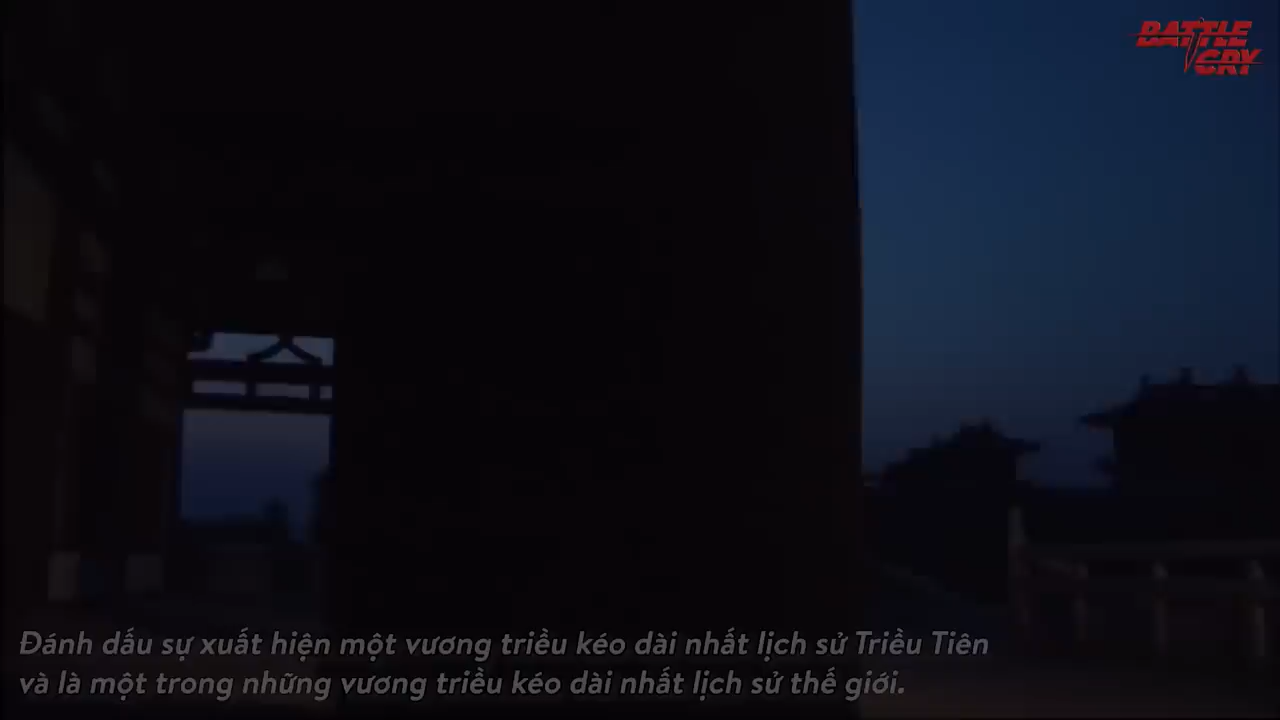 BATTLE
CRY
Đánh dấu sự xuất hiện một vương triều kéo dài nhất lịch sử Triều Tiên
và là một trong những vương triều kéo dài nhất lịch sử thế giới.